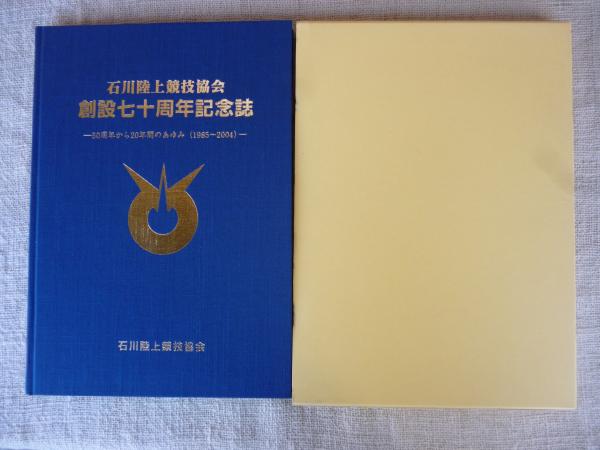 石川陸上競技協会
創設七十周年記念誌
―50周年から20年間のあゆみ（1985～2004）―
石川陸上競技協会